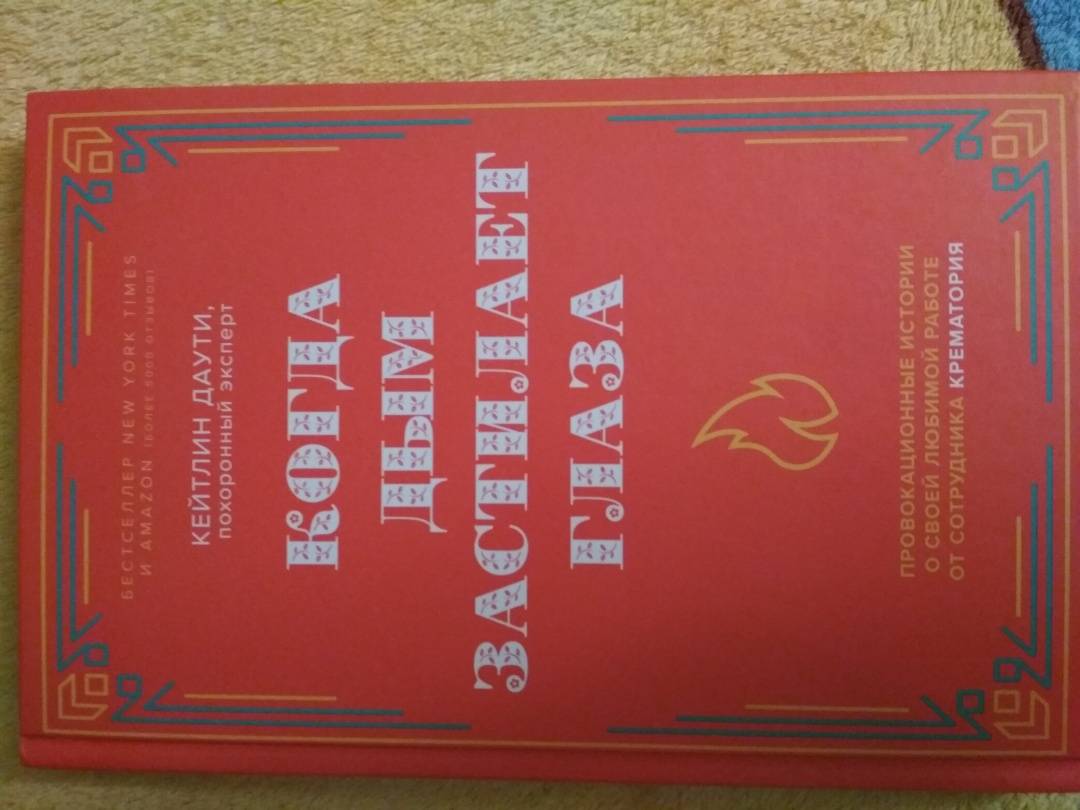 БЕСТСЕЛЛЕР NEW YORK TIMES
И AMAZON (БОЛЕЕ 5000 ОТЗЫВОВ)
КЕЙТЛИН ДАУТИ,
похоронный эксперт
КОГДА
ДЫМ
ЗАСТИЛАЕТ
ГЛАЗА
ПРОВОКАЦИОННЫЕ ИСТОРИИ
О СВОЕЙ ЛЮБИМОЙ РАБОТЕ
ОТ СОТРУДНИКА КРЕМАТОРИЯ